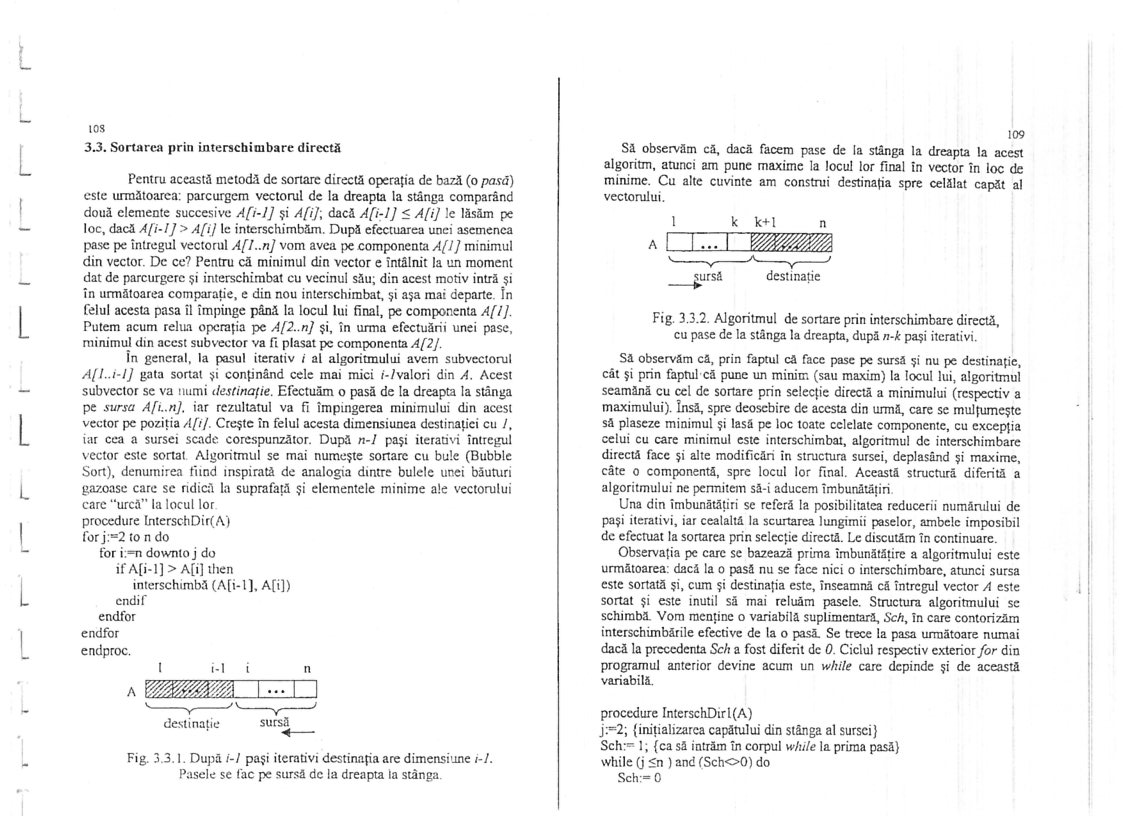 108
3.3. Sortarea prin interschimbare directă
Pentru această metodă de sortare directă operaţia de bază (o pasă)
este următoarea: parcurgem vectorul de la dreapta la stânga comparând
două elemente succesive A[i-1] şi A[i]; dacă A[i-1] ≤ A[i] le lăsăm pe
loc, dacă A[i-1] > A[i] le interschimbăm. După efectuarea unei asemenea
pase pe întregul vectorul A[1..n] vom avea pe componenta A[1] minimul
din vector. De ce? Pentru că minimul din vector e întâlnit la un moment
dat de parcurgere şi interschimbat cu vecinul său; din acest motiv intră şi
în următoarea comparaţie, e din nou interschimbat, şi aşa mai departe. În
felul acesta pasa îl împinge până la locul lui final, pe componenta A[1].
Putem acum relua operaţia pe A[2..n] şi, în urma efectuării unei pase,
minimul din acest subvector va fi plasat pe componenta A[2].
În general, la pasul iterativ i al algoritmului avem subvectorul
A[1..i-1] gata sortat şi conţinând cele mai mici i-1valori din A. Acest
subvector se va numi destinaţie. Efectuăm o pasă de la dreapta la stânga
pe sursa A[i..n], iar rezultatul va fi împingerea minimului din acest
vector pe poziţia A[i]. Creşte în felul acesta dimensiunea destinaţiei cu 1,
iar cea a sursei scade corespunzător. După n-1 paşi iterativi întregul
vector este sortat. Algoritmul se mai numeşte sortare cu bule (Bubble
Sort), denumirea fiind inspirată de analogia dintre bulele unei băuturi
gazoase care se ridică la suprafaţă şi elementele minime ale vectorului
care “urcă” la locul lor.
procedure InterschDir(A)
for j:=2 to n do
for i:=n downto j do
if A[i-1] > A[i] then
interschimbă (A[i-1], A[i])
endif
endfor
endfor
endproc.
1 i-1 i n
A ... ...
destinaţie sursă
Fig. 3.3.1. După i-1 paşi iterativi destinaţia are dimensiune i-1.
Pasele se fac pe sursă de la dreapta la stânga.
109
Să observăm că, dacă facem pase de la stânga la dreapta la acest
algoritm, atunci am pune maxime la locul lor final în vector în loc de
minime. Cu alte cuvinte am construi destinaţia spre celălat capăt al
vectorului.
1 k k+1 n
A ... ...
sursă destinaţie
Fig. 3.3.2. Algoritmul de sortare prin interschimbare directă,
cu pase de la stânga la dreapta, după n-k paşi iterativi.
Să observăm că, prin faptul că face pase pe sursă şi nu pe destinaţie,
cât şi prin faptul că pune un minim (sau maxim) la locul lui, algoritmul
seamănă cu cel de sortare prin selecţie directă a minimului (respectiv a
maximului). Însă, spre deosebire de acesta din urmă, care se mulţumeşte
să plaseze minimul şi lasă pe loc toate celelate componente, cu excepţia
celui cu care minimul este interschimbat, algoritmul de interschimbare
directă face şi alte modificări în structura sursei, deplasând şi maxime,
câte o componentă, spre locul lor final. Această structură diferită a
algoritmului ne permitem să-i aducem îmbunătăţiri.
Una din îmbunătăţiri se referă la posibilitatea reducerii numărului de
paşi iterativi, iar cealaltă la scurtarea lungimii paselor, ambele imposibil
de efectuat la sortarea prin selecţie directă. Le discutăm în continuare.
Observaţia pe care se bazează prima îmbunătăţire a algoritmului este
următoarea: dacă la o pasă nu se face nici o interschimbare, atunci sursa
este sortată şi, cum şi destinaţia este, înseamnă că întregul vector A este
sortat şi este inutil să mai reluăm pasele. Structura algoritmului se
schimbă. Vom menţine o variabilă suplimentară, Sch, în care contorizăm
interschimbările efective de la o pasă. Se trece la pasa următoare numai
dacă la precedenta Sch a fost diferit de 0. Ciclul respectiv exterior for din
programul anterior devine acum un while care depinde şi de această
variabilă.
procedure InterschDir1(A)
j:=2; {iniţializarea capătului din stânga al sursei}
Sch:= 1; {ca să intrăm în corpul while la prima pasă}
while (j ≤n ) and (Sch<>0) do
Sch:= 0